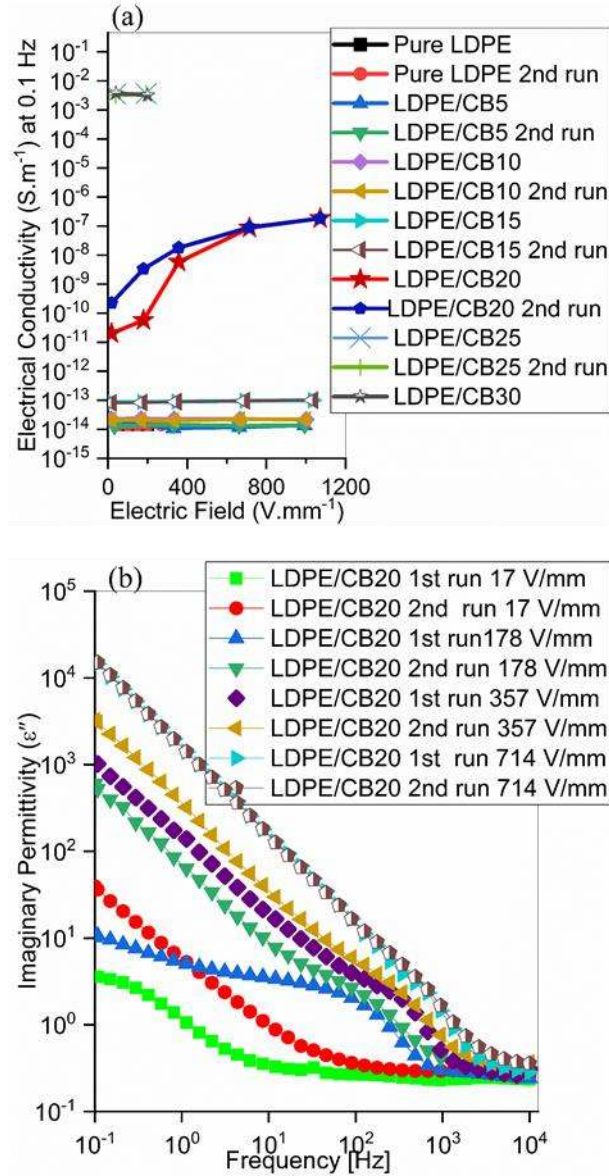 (a)
Electrical Conductivity (S.m⁻¹) at 0.1 Hz
10⁻¹
10⁻²
10⁻³
10⁻⁴
10⁻⁵
10⁻⁶
10⁻⁷
10⁻⁸
10⁻⁹
10⁻¹⁰
10⁻¹¹
10⁻¹²
10⁻¹³
10⁻¹⁴
10⁻¹⁵
0 400 800 1200
Electric Field (V.mm⁻¹)
Pure LDPE
Pure LDPE 2nd run
LDPE/CB5
LDPE/CB5 2nd run
LDPE/CB10
LDPE/CB10 2nd run
LDPE/CB15
LDPE/CB15 2nd run
LDPE/CB20
LDPE/CB20 2nd run
LDPE/CB25
LDPE/CB25 2nd run
LDPE/CB30
(b)
Imaginary Permittivity (ε″)
10⁵
10⁴
10³
10²
10¹
10⁰
10⁻¹
10⁻¹ 10⁰ 10¹ 10² 10³ 10⁴
Frequency [Hz]
LDPE/CB20 1st run 17 V/mm
LDPE/CB20 2nd run 17 V/mm
LDPE/CB20 1st run178 V/mm
LDPE/CB20 2nd run 178 V/mm
LDPE/CB20 1st run 357 V/mm
LDPE/CB20 2nd run 357 V/mm
LDPE/CB20 1st run 714 V/mm
LDPE/CB20 2nd run 714 V/mm